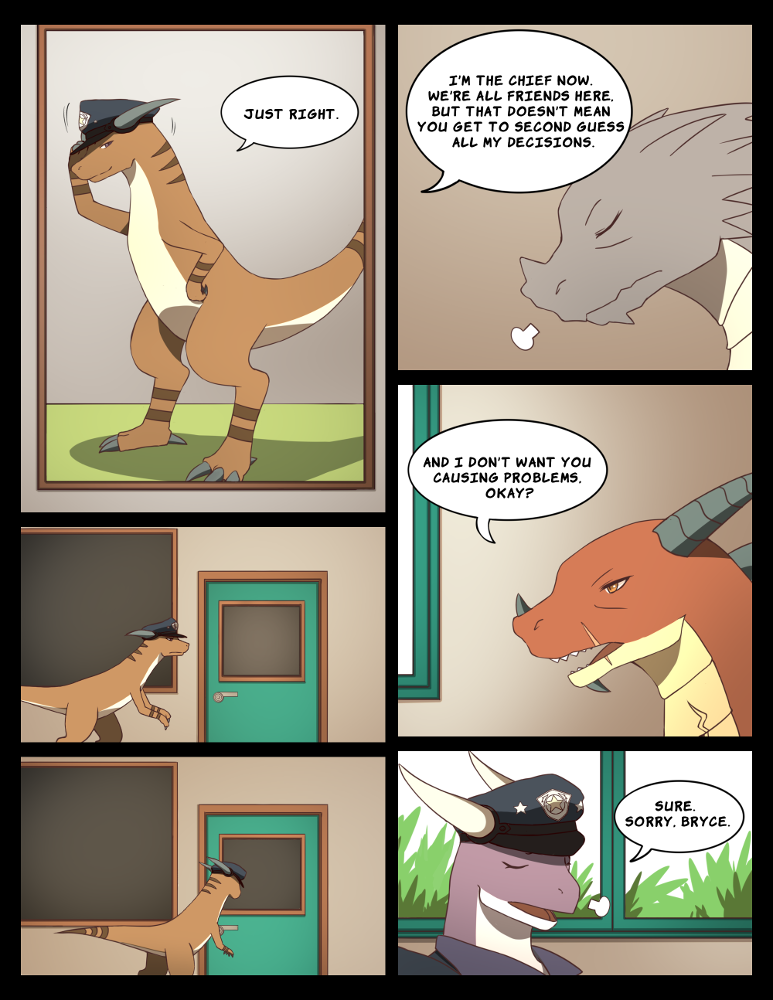 JUST RIGHT.
I'M THE CHIEF NOW.
WE'RE ALL FRIENDS HERE,
BUT THAT DOESN'T MEAN
YOU GET TO SECOND GUESS
ALL MY DECISIONS.
AND I DON'T WANT YOU
CAUSING PROBLEMS,
OKAY?
SURE.
SORRY, BRYCE.